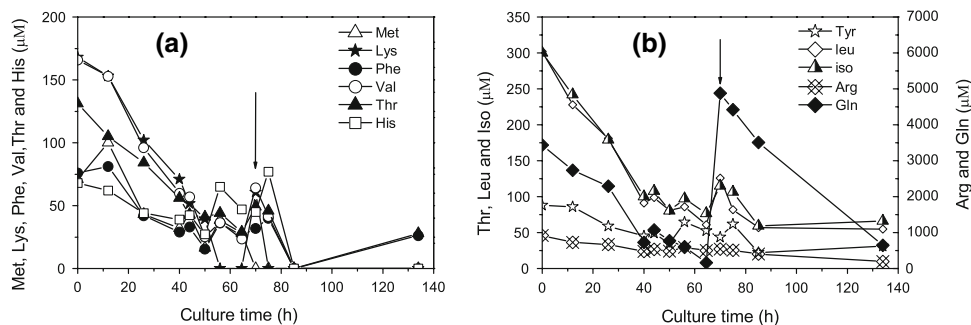 (a)
Met
Lys
Phe
Val
Thr
His
Met, Lys, Phe, Val,Thr and His (μM)
200
150
100
50
0
0 20 40 60 80 100 120 140
Culture time (h)
(b)
Tyr
leu
iso
Arg
Gln
Thr, Leu and Iso (μM)
350
300
250
200
150
100
50
0
0 20 40 60 80 100 120 140
Culture time (h)
7000
6000
5000
4000
3000
2000
1000
0
Arg and Gln (μM)